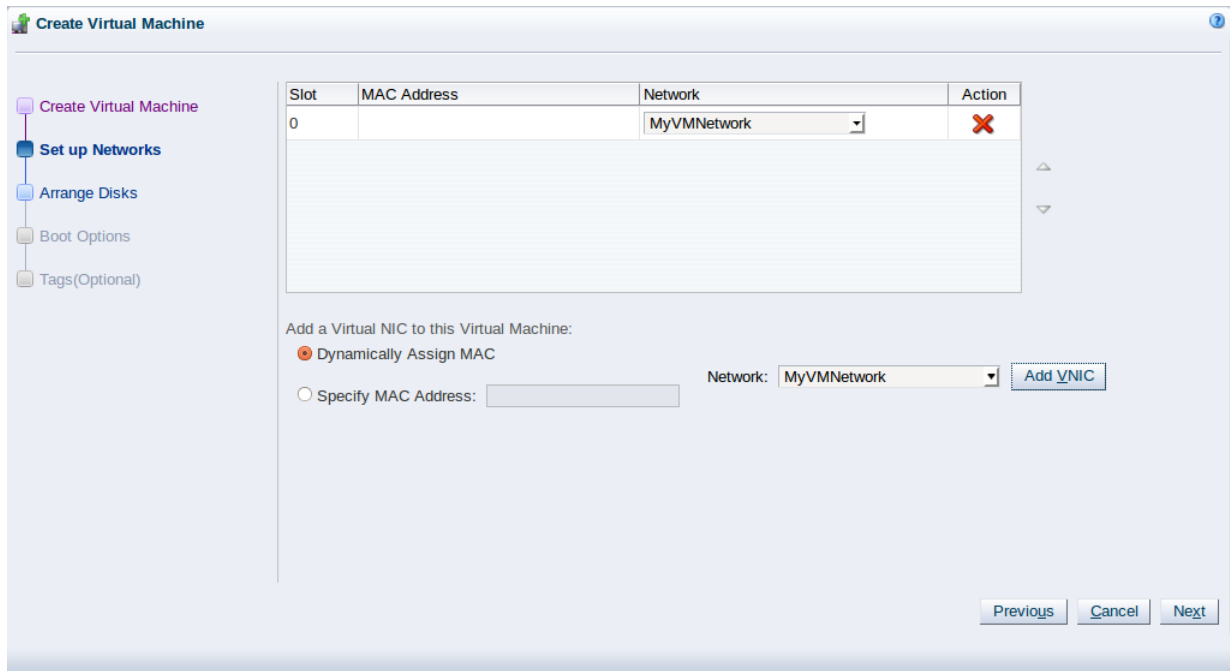 Create Virtual Machine
Create Virtual Machine
Set up Networks
Arrange Disks
Boot Options
Tags(Optional)
Slot MAC Address Network Action
0 MyVMNetwork
Add a Virtual NIC to this Virtual Machine:
Dynamically Assign MAC
Specify MAC Address:
Network: MyVMNetwork Add VNIC
Previous Cancel Next